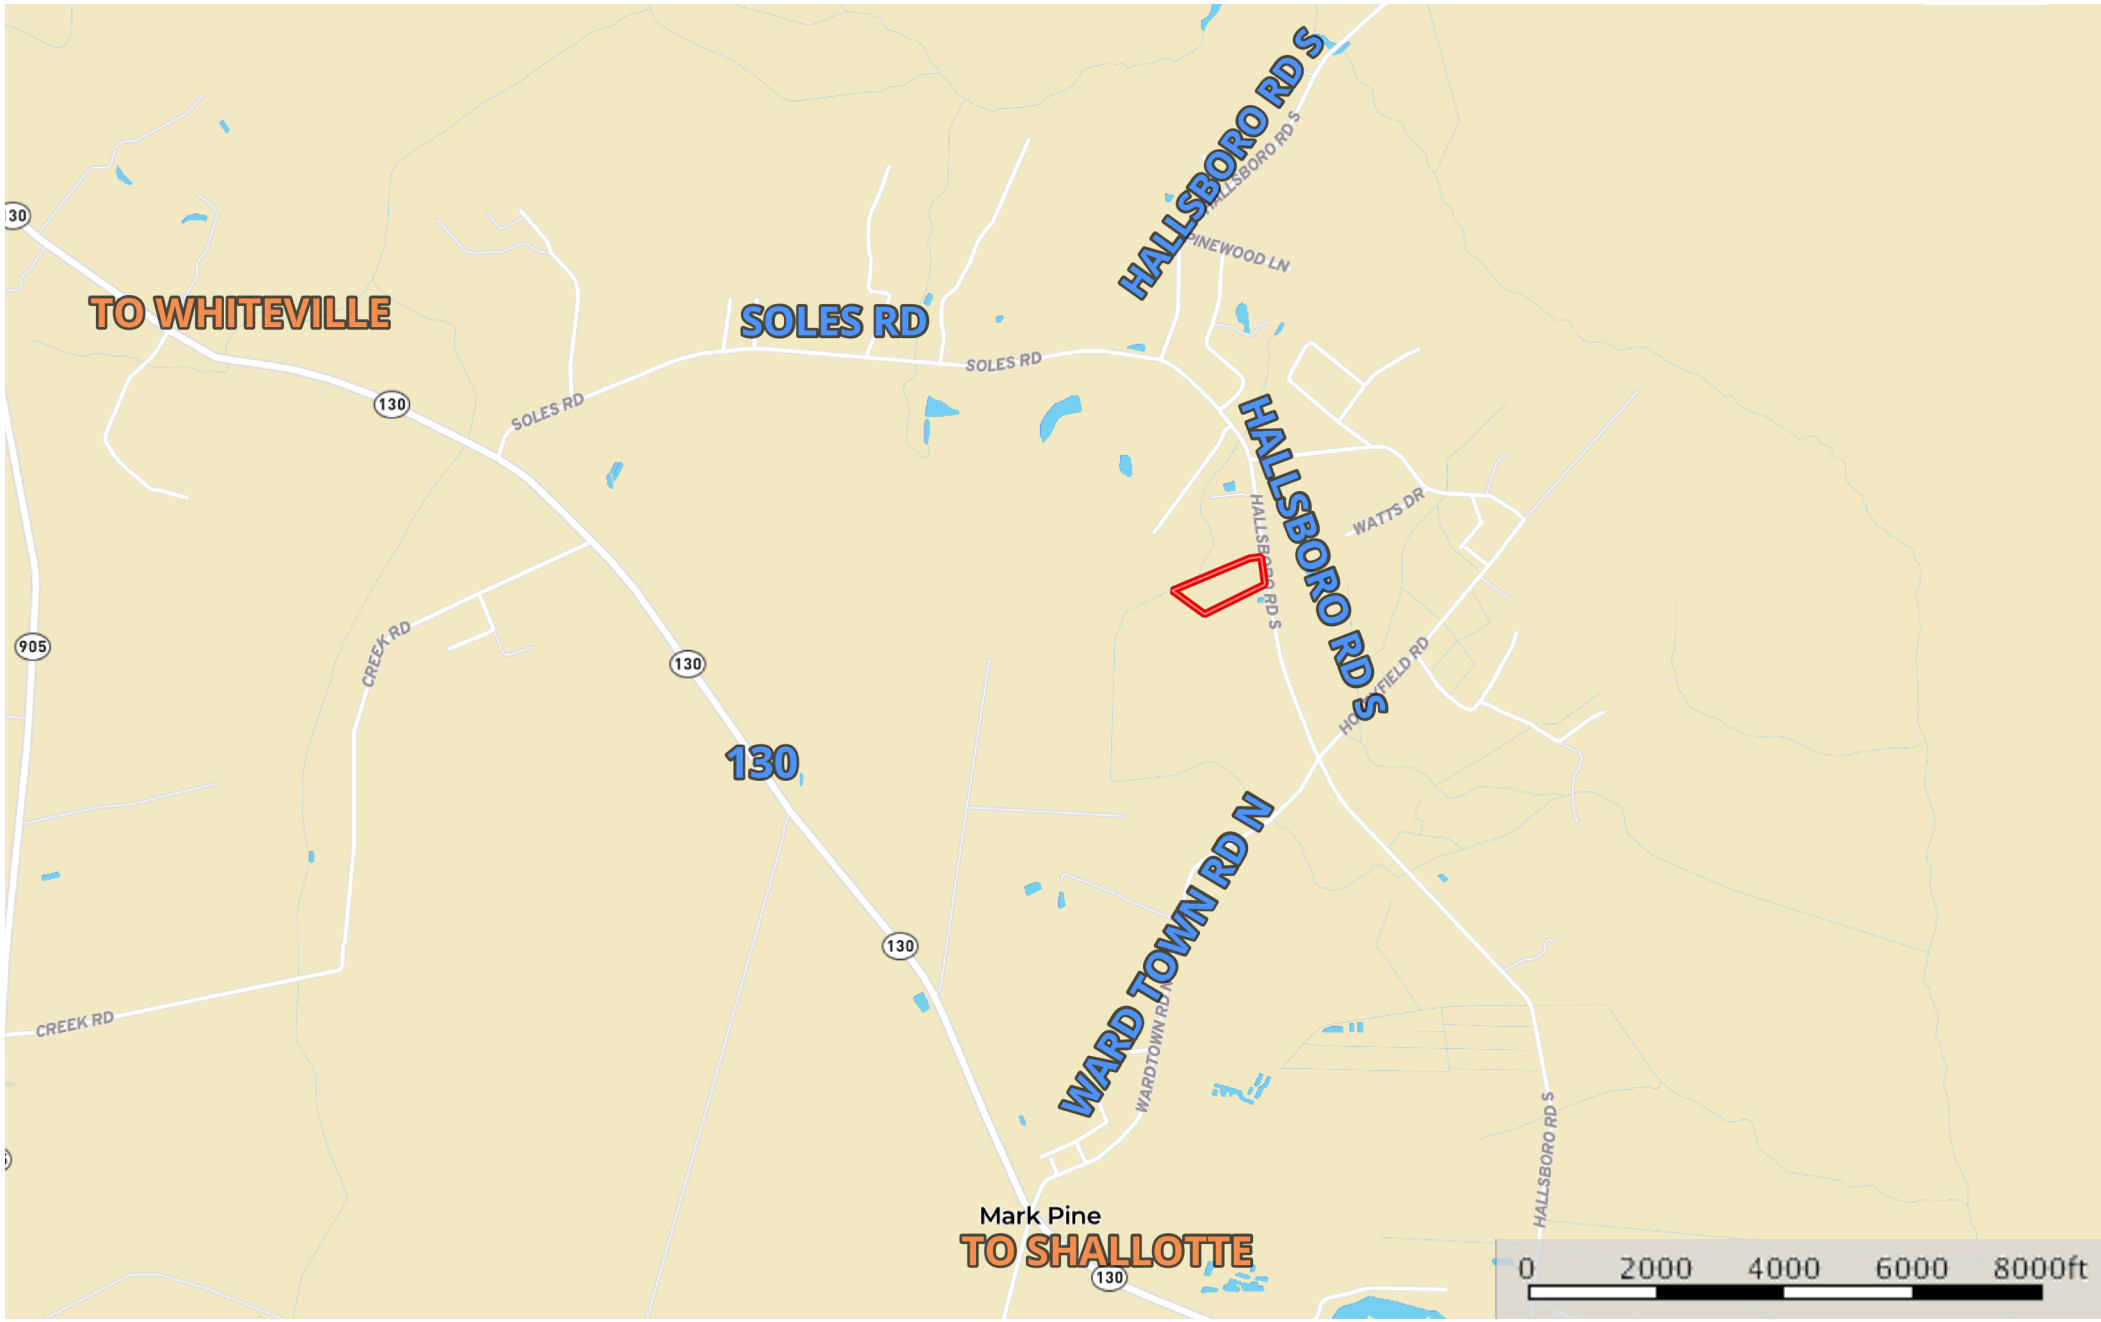 HALLSBORO RD S
HALLSBORO RD S
PINEWOOD LN
30
TO WHITEVILLE
SOLES RD
SOLES RD
130
SOLES RD
HALLSBORO RD S
HALLSBORO RD S
WATTS DR
905
CREEK RD
130
RD
130
WARD TOWN RD N
130
CREEK RD
WARDTOWN RD N
HALLSBORO RD S
Mark Pine
TO SHALLOTTE
130
0 2000 4000 6000 8000ft